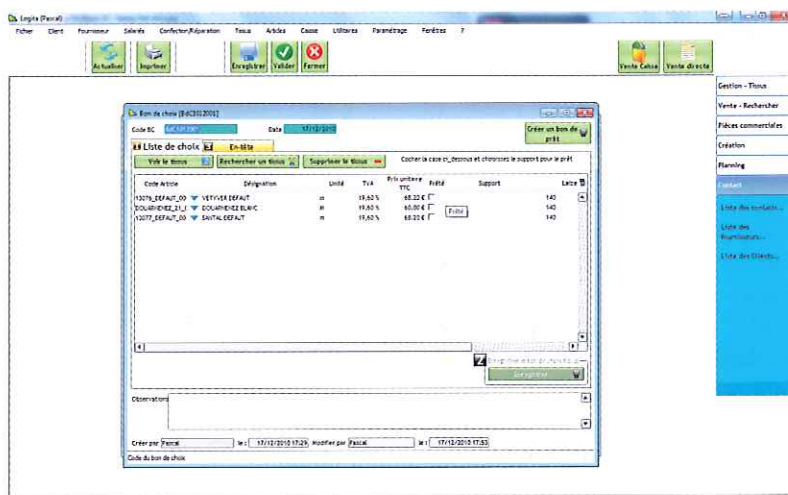 Logita (Pascal)
Fichier Client Fournisseur Salariés Confection/Réparation Tissus Articles Caisse Utilitaires Paramétrage Fenêtres ?
Actualiser Imprimer Enregistrer Valider Fermer Vente Caisse Vente directe
Gestion - Tissus
Vente - Rechercher
Pièces commerciales
Création
Planning
Contact
Liste des contacts...
Liste des fournisseurs...
Liste des Clients...
Bon de choix [BdC3012001]
Code BC Date 17/12/2010
Créer un bon de prêt
Liste de choix En-tête
Voir le tissus Rechercher un tissus Supprimer le tissus Cocher la case ci_dessous et choisissez le support pour le prêt
Code Article Désignation Unité TVA Prix unitaire TTC Prêté Support Laize
13076_DEFAUT_00 VETYVER DEFAUT m 19,60 % 68,20 € 140
DOUARNENEZ_21_( DOUARNENEZ BLANC m 19,60 % 60,00 € 140
13077_DEFAUT_00 SANTAL DEFAUT m 19,60 % 68,20 € 140
Prêté
Enregistrer
Observations
Créer par Pascal le : 17/12/2010 17:29 Modifier par Pascal le : 17/12/2010 17:53
Code du bon de choix